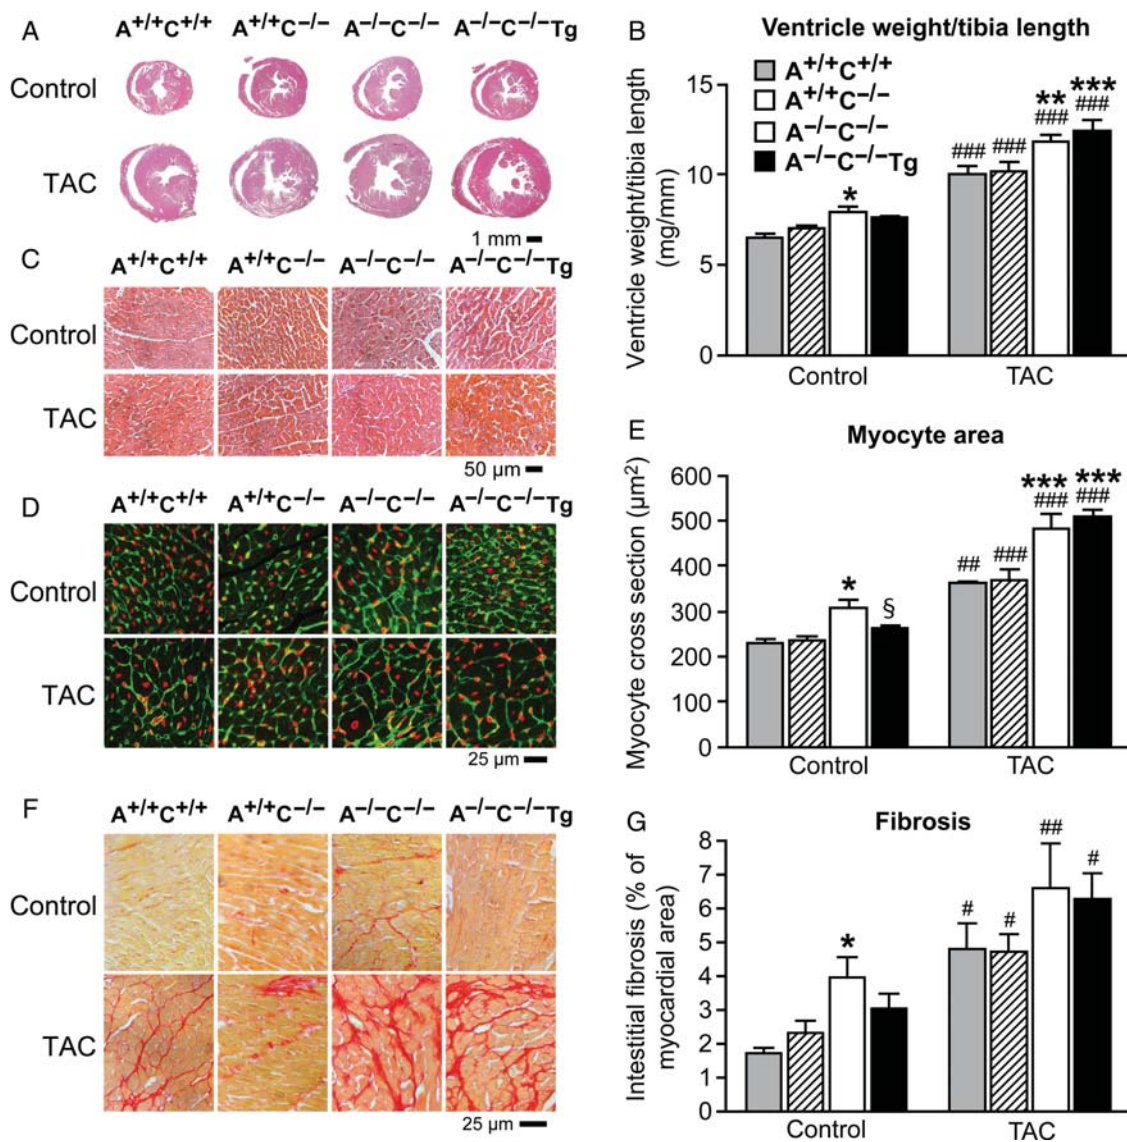 A
A+/+C+/+ A+/+C−/− A−/−C−/− A−/−C−/−Tg
Control
TAC
1 mm
B
Ventricle weight/tibia length
Ventricle weight/tibia length
(mg/mm)
15
10
5
0
A+/+C+/+
A+/+C−/−
A−/−C−/−
A−/−C−/−Tg
*
### ### ** ### *** ###
Control TAC
C
A+/+C+/+ A+/+C−/− A−/−C−/− A−/−C−/−Tg
Control
TAC
50 µm
D
A+/+C+/+ A+/+C−/− A−/−C−/− A−/−C−/−Tg
Control
TAC
25 µm
E
Myocyte area
Myocyte cross section (µm²)
600
500
400
300
200
100
0
* §
## ### *** ### *** ###
Control TAC
F
A+/+C+/+ A+/+C−/− A−/−C−/− A−/−C−/−Tg
Control
TAC
25 µm
G
Fibrosis
Intestitial fibrosis (% of
myocardial area)
8
7
6
5
4
3
2
1
0
*
# # ## #
Control TAC